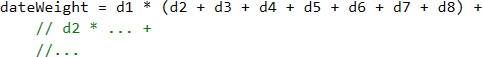 dateWeight = d1 * (d2 + d3 + d4 + d5 + d6 + d7 + d8) +
// d2 * ... +
//...